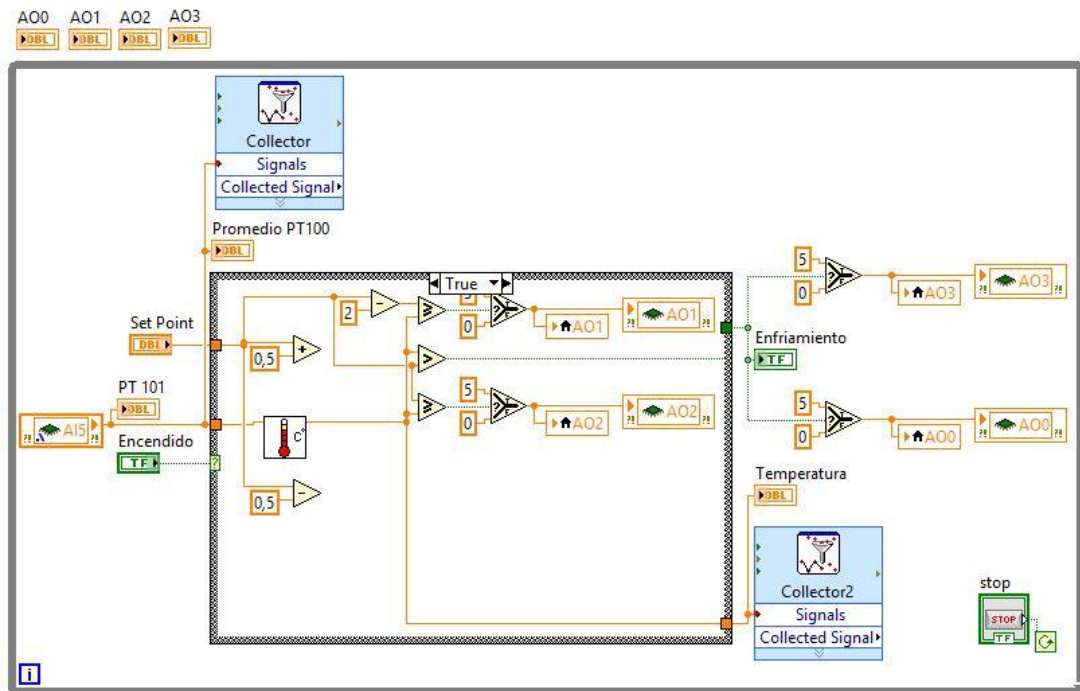 AO0 AO1 AO2 AO3
DBL DBL DBL DBL
Collector
Signals
Collected Signal
Promedio PT100
DBL
True
Set Point
DBL
PT 101
DBL
AI5
Encendido
TF
?
0,5
+
C°
0,5
-
2
-
≥
>
≥
0
? T F
AO1
AO1
5
0
? T F
AO2
AO2
5
0
? T F
AO3
AO3
Enfriamiento
TF
5
0
? T F
AO0
AO0
Temperatura
DBL
Collector2
Signals
Collected Signal
stop
STOP
TF
i